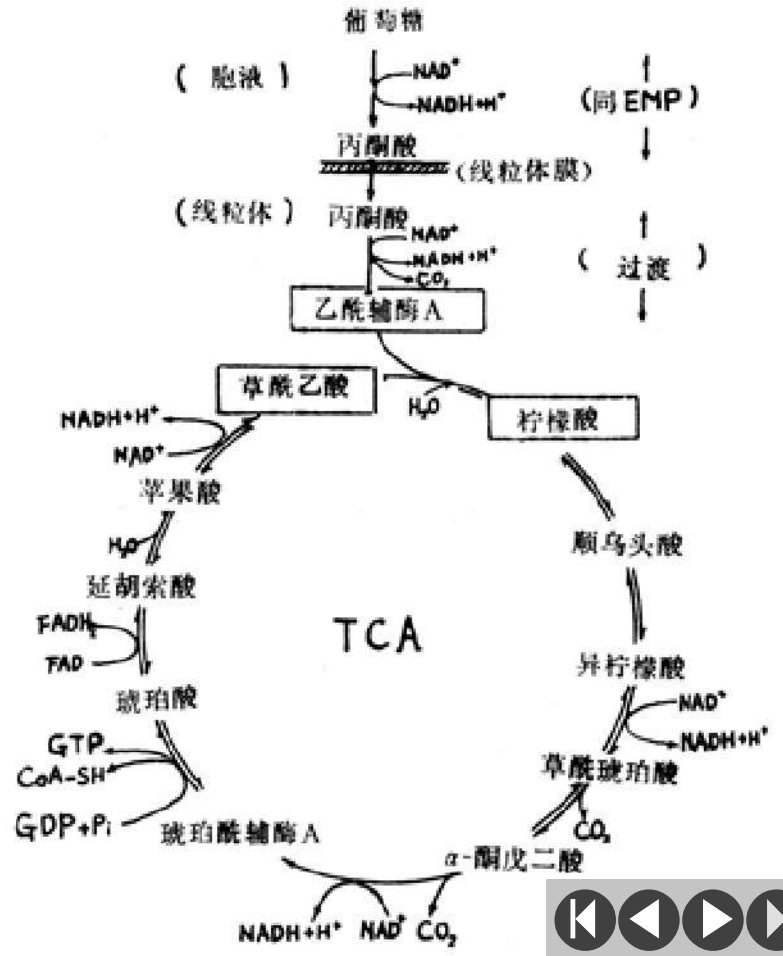 葡萄糖
(胞液)
NAD⁺
NADH+H⁺
(同EMP)
丙酮酸
(线粒体膜)
(线粒体)
丙酮酸
NAD⁺
NADH+H⁺
CO₂
(过渡)
乙酰辅酶A
草酰乙酸
H₂O
柠檬酸
NADH+H⁺
NAD⁺
苹果酸
顺乌头酸
H₂O
延胡索酸
FADH₂
FAD
TCA
异柠檬酸
琥珀酸
NAD⁺
NADH+H⁺
GTP
CoA-SH
草酰琥珀酸
GDP+Pi
琥珀酰辅酶A
CO₂
α-酮戊二酸
NADH+H⁺
NAD⁺
CO₂